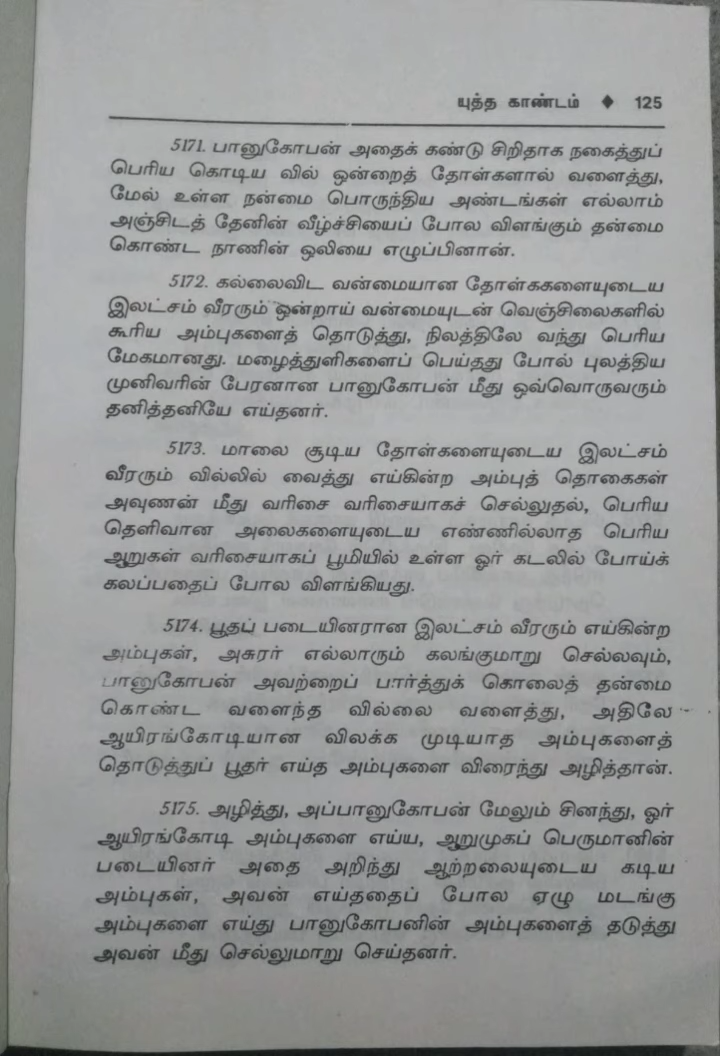 யுத்த காண்டம் ◆ 125
5171. பானுகோபன் அதைக் கண்டு சிறிதாக நகைத்துப்
பெரிய கொடிய வில் ஒன்றைத் தோள்களால் வளைத்து,
மேல் உள்ள நன்மை பொருந்திய அண்டங்கள் எல்லாம்
அஞ்சிடத் தேனின் வீழ்ச்சியைப் போல விளங்கும் தன்மை
கொண்ட நாணின் ஒலியை எழுப்பினான்.
5172. கல்லைவிட வன்மையான தோள்ககளையுடைய
இலட்சம் வீரரும் ஒன்றாய் வன்மையுடன் வெஞ்சிலைகளில்
கூரிய அம்புகளைத் தொடுத்து, நிலத்திலே வந்து பெரிய
மேகமானது. மழைத்துளிகளைப் பெய்தது போல் புலத்திய
முனிவரின் பேரனான பானுகோபன் மீது ஒவ்வொருவரும்
தனித்தனியே எய்தனர்.
5173. மாலை சூடிய தோள்களையுடைய இலட்சம்
வீரரும் வில்லில் வைத்து எய்கின்ற அம்புத் தொகைகள்
அவுணன் மீது வரிசை வரிசையாகச் செல்லுதல், பெரிய
தெளிவான அலைகளையுடைய எண்ணில்லாத பெரிய
ஆறுகள் வரிசையாகப் பூமியில் உள்ள ஓர் கடலில் போய்க்
கலப்பதைப் போல விளங்கியது.
5174. பூதப் படையினரான இலட்சம் வீரரும் எய்கின்ற
அம்புகள், அசுரர் எல்லாரும் கலங்குமாறு செல்லவும்,
பானுகோபன் அவற்றைப் பார்த்துக் கொலைத் தன்மை
கொண்ட வளைந்த வில்லை வளைத்து, அதிலே
ஆயிரங்கோடியான விலக்க முடியாத அம்புகளைத்
தொடுத்துப் பூதர் எய்த அம்புகளை விரைந்து அழித்தான்.
5175. அழித்து, அப்பானுகோபன் மேலும் சினந்து, ஓர்
ஆயிரங்கோடி அம்புகளை எய்ய, ஆறுமுகப் பெருமானின்
படையினர் அதை அறிந்து ஆற்றலையுடைய கடிய
அம்புகள், அவன் எய்ததைப் போல ஏழு மடங்கு
அம்புகளை எய்து பானுகோபனின் அம்புகளைத் தடுத்து
அவன் மீது செல்லுமாறு செய்தனர்.